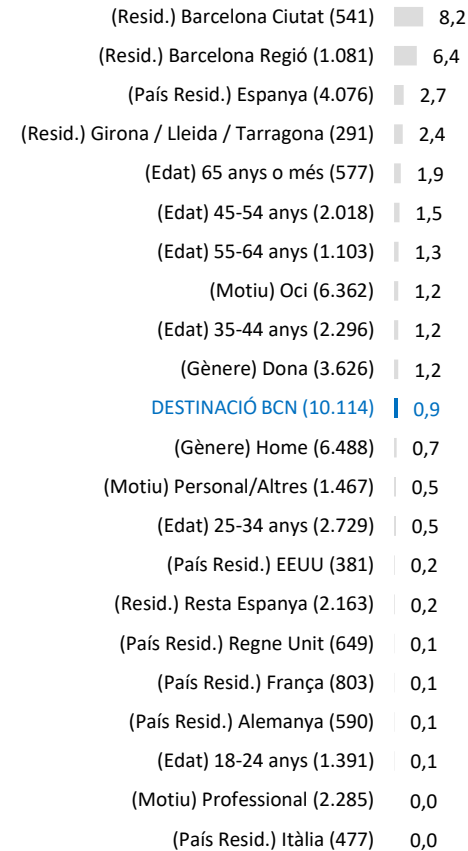 (Resid.) Barcelona Ciutat (541) 8,2
(Resid.) Barcelona Regió (1.081) 6,4
(País Resid.) Espanya (4.076) 2,7
(Resid.) Girona / Lleida / Tarragona (291) 2,4
(Edat) 65 anys o més (577) 1,9
(Edat) 45-54 anys (2.018) 1,5
(Edat) 55-64 anys (1.103) 1,3
(Motiu) Oci (6.362) 1,2
(Edat) 35-44 anys (2.296) 1,2
(Gènere) Dona (3.626) 1,2
DESTINACIÓ BCN (10.114) 0,9
(Gènere) Home (6.488) 0,7
(Motiu) Personal/Altres (1.467) 0,5
(Edat) 25-34 anys (2.729) 0,5
(País Resid.) EEUU (381) 0,2
(Resid.) Resta Espanya (2.163) 0,2
(País Resid.) Regne Unit (649) 0,1
(País Resid.) França (803) 0,1
(País Resid.) Alemanya (590) 0,1
(Edat) 18-24 anys (1.391) 0,1
(Motiu) Professional (2.285) 0,0
(País Resid.) Itàlia (477) 0,0